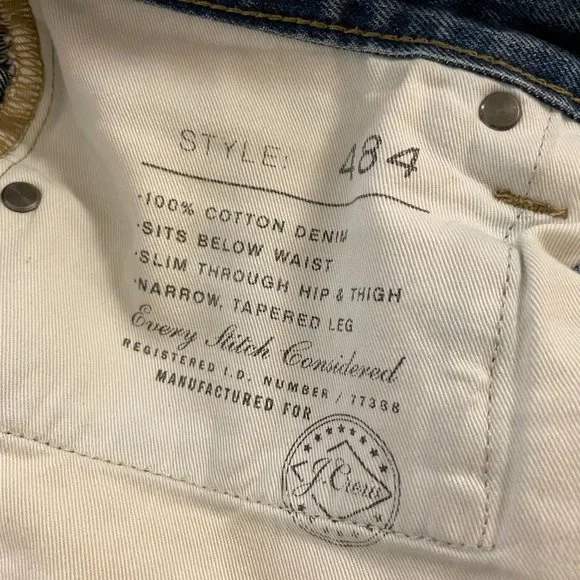 STYLE: 484
·100% COTTON DENIM
·SITS BELOW WAIST
·SLIM THROUGH HIP & THIGH
·NARROW, TAPERED LEG
Every Stitch Considered
REGISTERED I.D. NUMBER / 77388
MANUFACTURED FOR
J.Crew